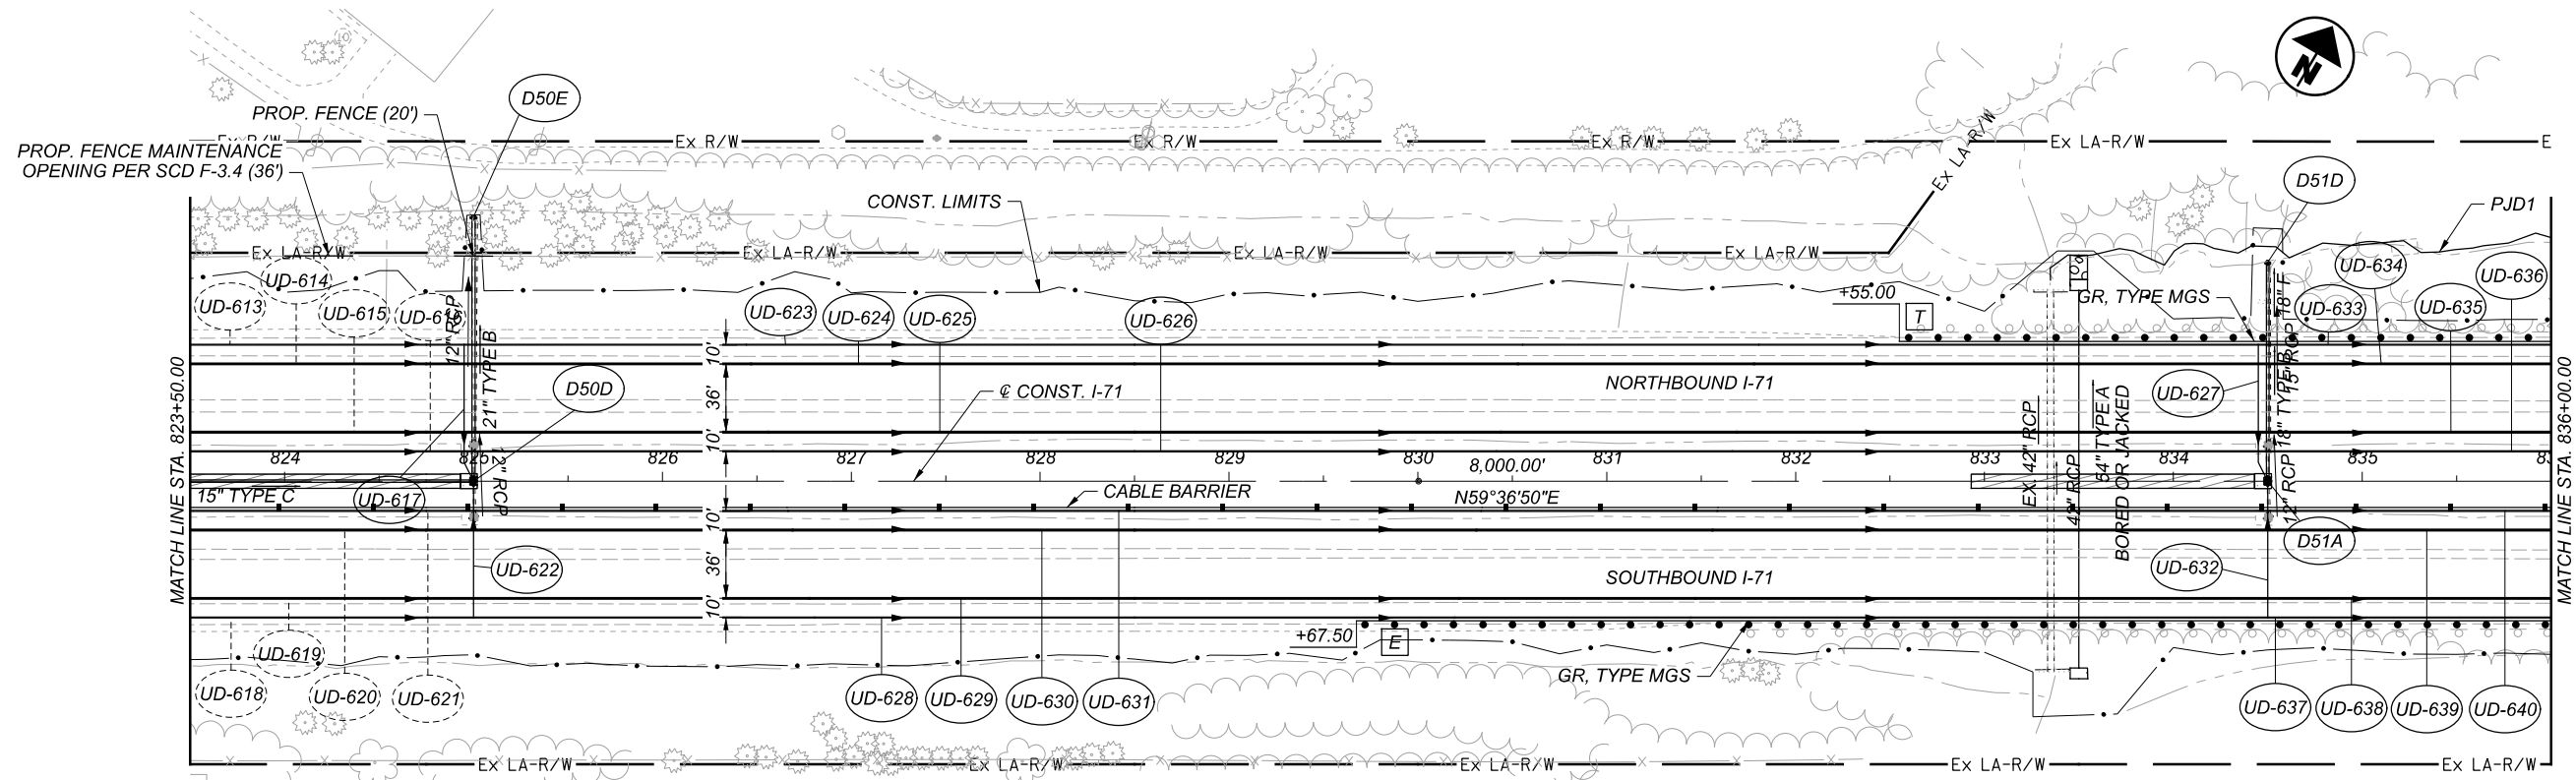 N
D50E
PROP. FENCE (20')
Ex R/W
Ex R/W
Ex R/W
Ex R/W
Ex LA-R/W
Ex LA-R/W
E
PROP. FENCE MAINTENANCE
OPENING PER SCD F-3.4 (36')
D51D
CONST. LIMITS
PJD1
Ex LA-R/W
Ex LA-R/W
Ex LA-R/W
Ex LA-R/W
UD-614
UD-613
UD-615
UD-616
UD-623
UD-624
UD-625
UD-626
+55.00
T
GR, TYPE MGS
UD-634
UD-636
UD-633
UD-635
12" RCP
21" TYPE B
12" RCP
10'
36'
10'
10'
36'
10'
D50D
℄ CONST. I-71
NORTHBOUND I-71
UD-627
18" TYPE B
15" RCP
18" F
MATCH LINE STA. 823+50.00
MATCH LINE STA. 836+00.00
824
825
826
827
828
829
830
831
832
833
834
835
8,000.00'
N59°36'50"E
15" TYPE C
UD-617
CABLE BARRIER
EX. 42" RCP
42" RCP
54" TYPE A
BORED OR JACKED
12" RCP
D51A
UD-622
UD-632
SOUTHBOUND I-71
+67.50
E
GR, TYPE MGS
UD-619
UD-618
UD-620
UD-621
UD-628
UD-629
UD-630
UD-631
UD-637
UD-638
UD-639
UD-640
Ex LA-R/W
Ex LA-R/W
Ex LA-R/W
Ex LA-R/W
Ex LA-R/W